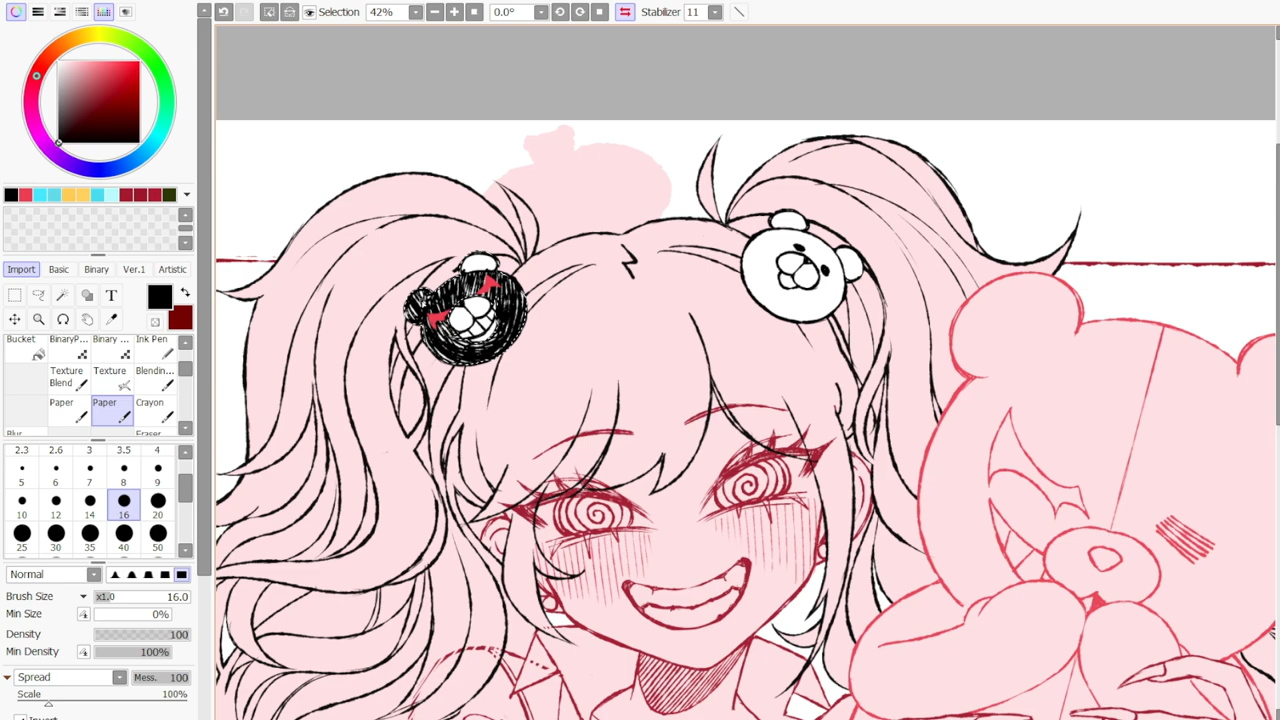 Selection 42% 0.0° Stabilizer 11
Import Basic Binary Ver.1 Artistic
T
Bucket BinaryP... Binary ... Ink Pen
Texture Blend Texture Blendin...
Paper Paper Crayon
Blur Eraser
2.3 2.6 3 3.5 4
5 6 7 8 9
10 12 14 16 20
25 30 35 40 50
Normal
Brush Size x1.0 16.0
Min Size 0%
Density 100
Min Density 100%
Spread Mess. 100
Scale 100%
Invert